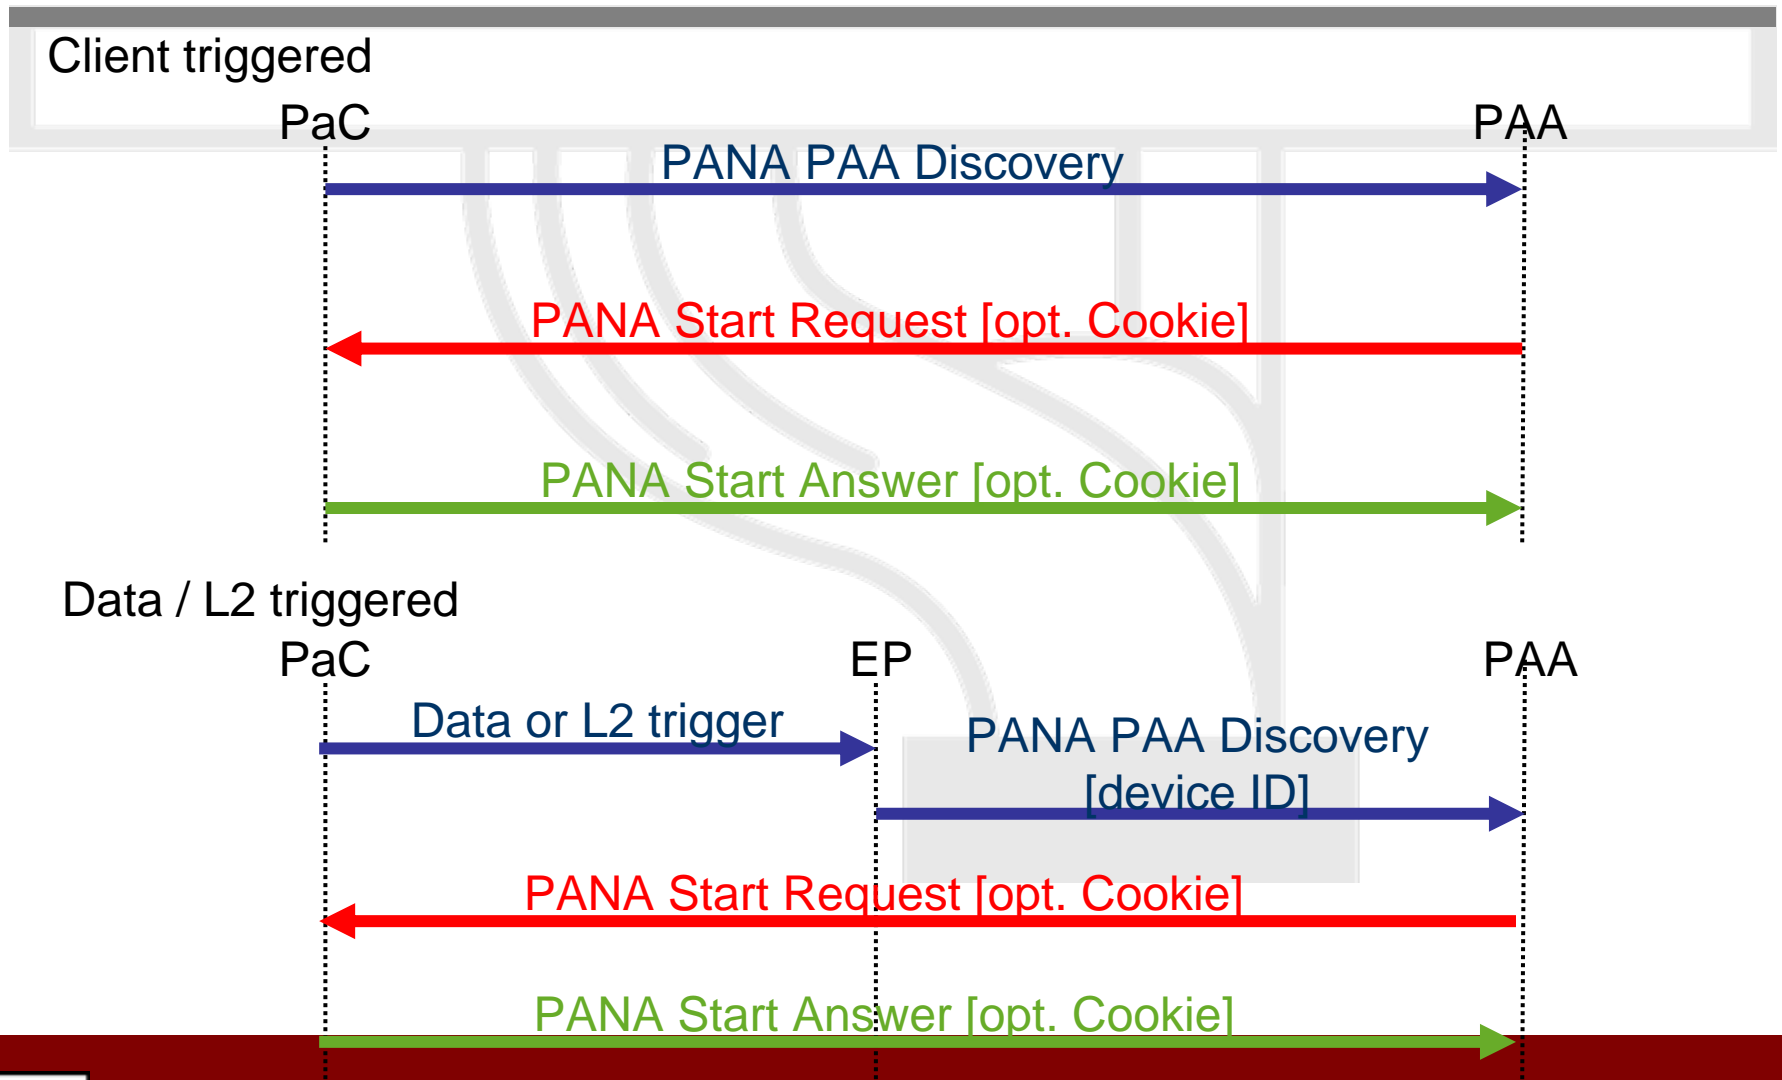 Client triggered
PaC
PAA
PANA PAA Discovery
PANA Start Request [opt. Cookie]
PANA Start Answer [opt. Cookie]
Data / L2 triggered
PaC
EP
PAA
Data or L2 trigger
PANA PAA Discovery
[device ID]
PANA Start Request [opt. Cookie]
PANA Start Answer [opt. Cookie]